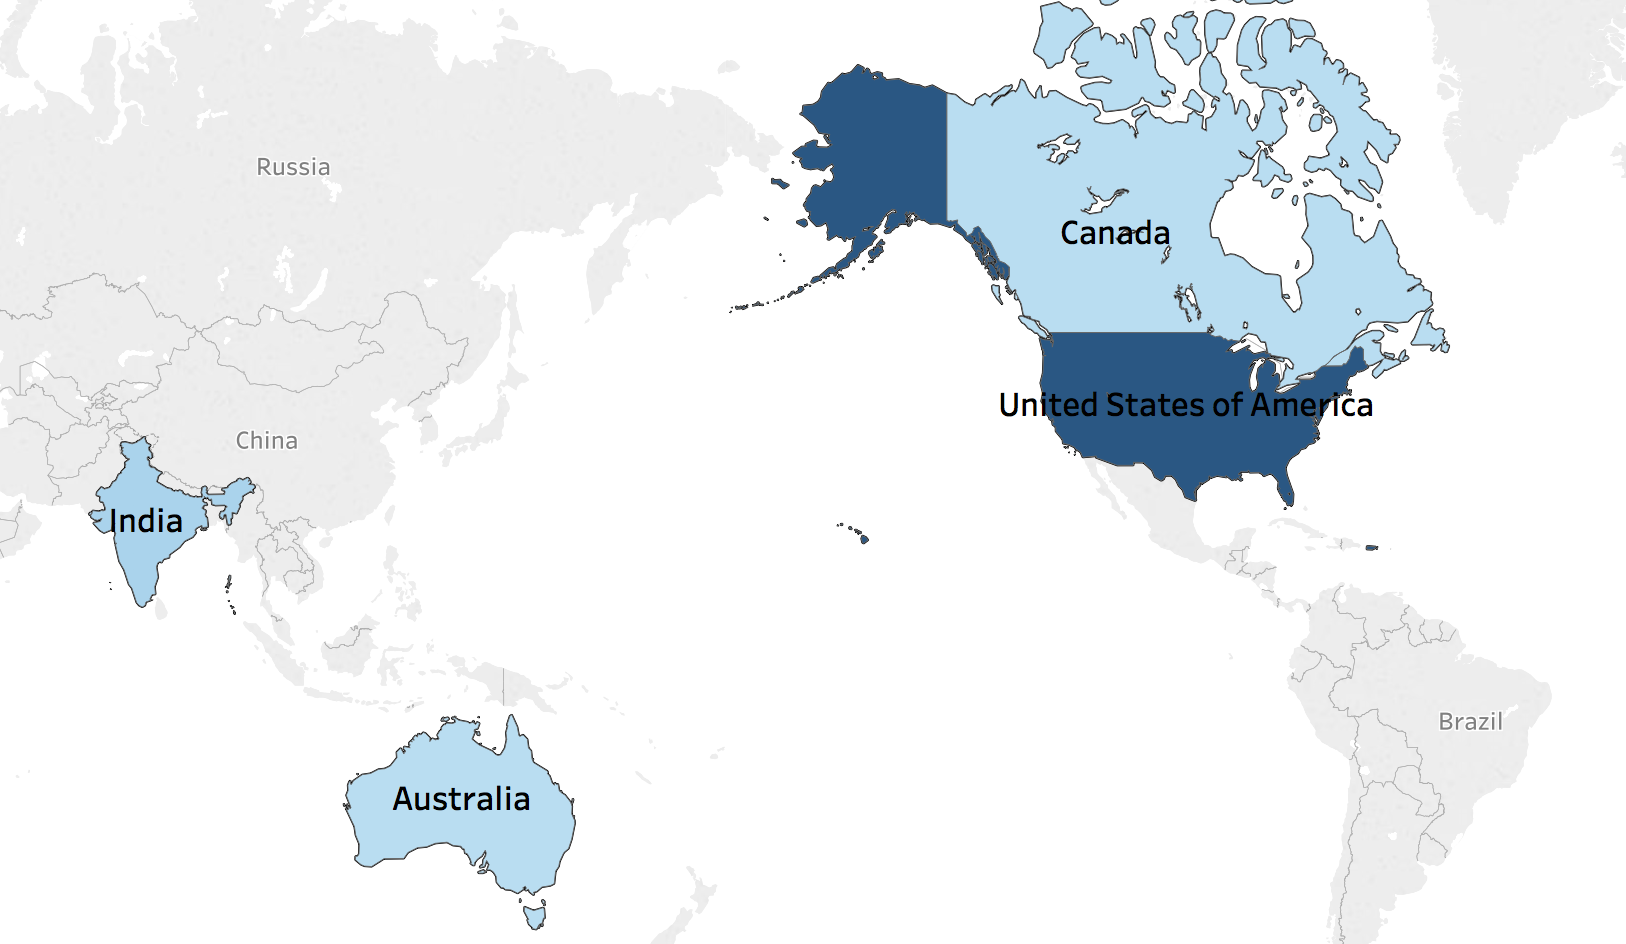 Russia
Canada
United States of America
China
India
Brazil
Australia